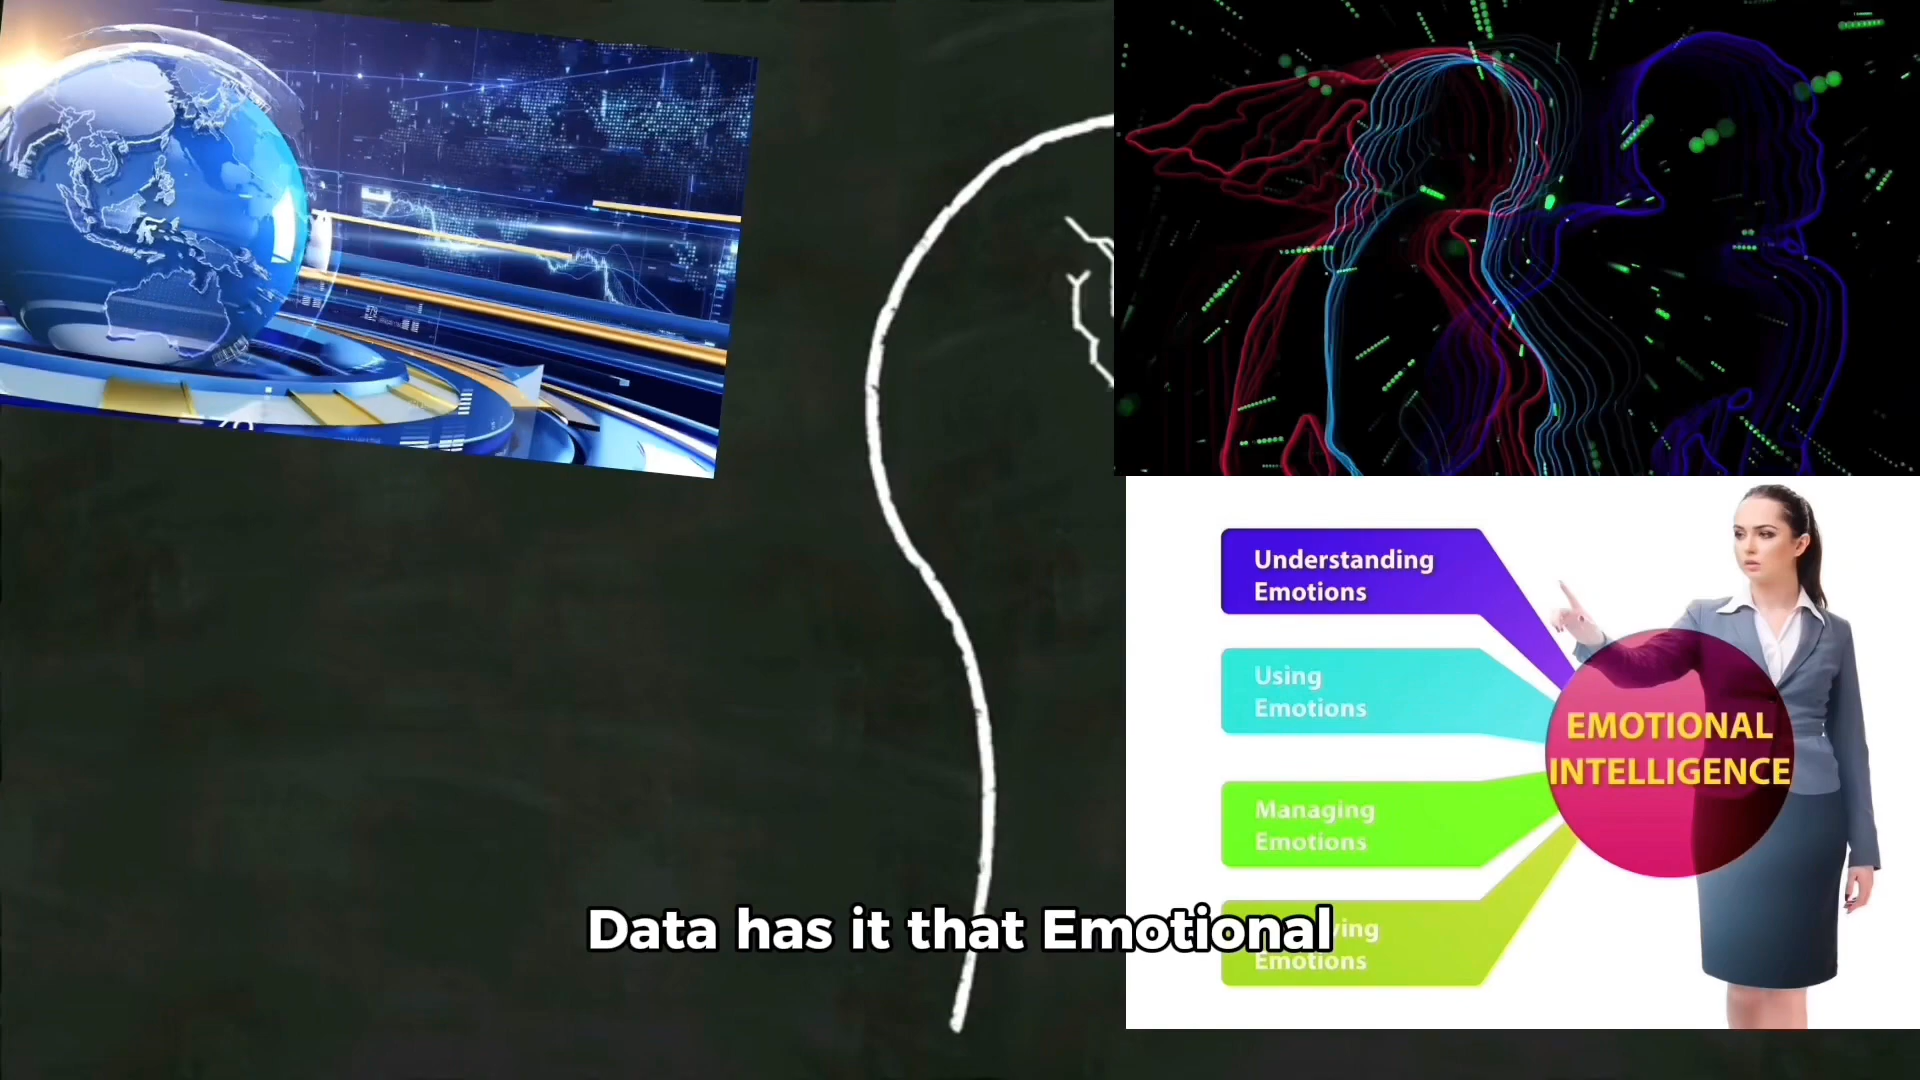 Understanding
Emotions
Using
Emotions
Managing
Emotions
Emotions
EMOTIONAL
INTELLIGENCE
Data has it that Emotional